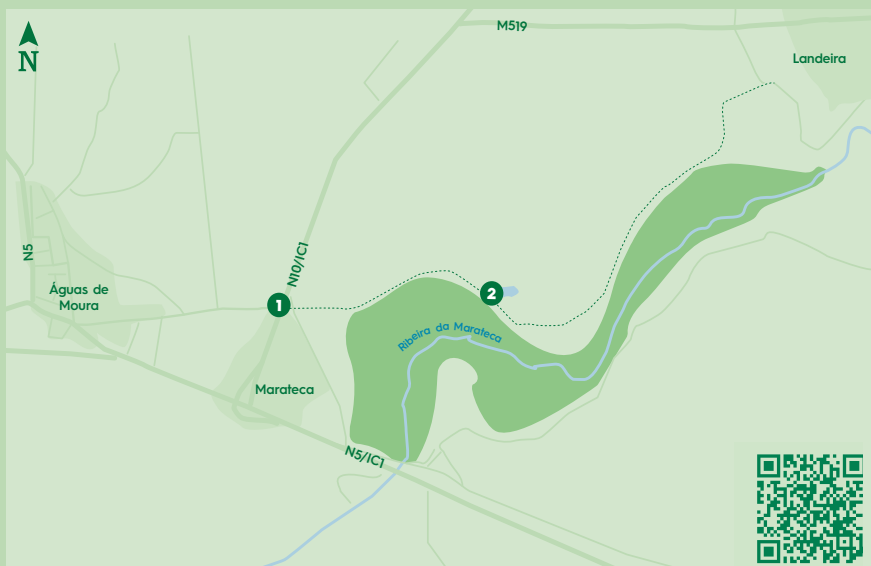 M519
N
Landeira
N5
N10/IC1
Águas de
Moura
1
2
Ribeira da Marateca
Marateca
N5/IC1